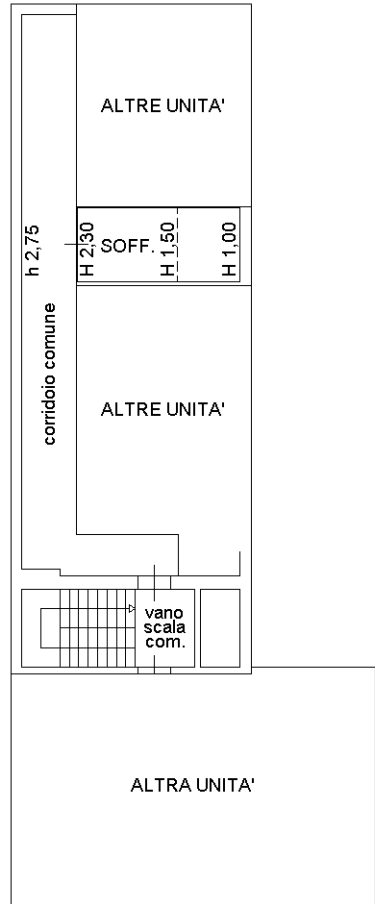 ALTRE UNITA'
h 2,75
H 2,30
SOFF.
H 1,50
H 1,00
corridoio comune
ALTRE UNITA'
vano
scala
com.
ALTRA UNITA'